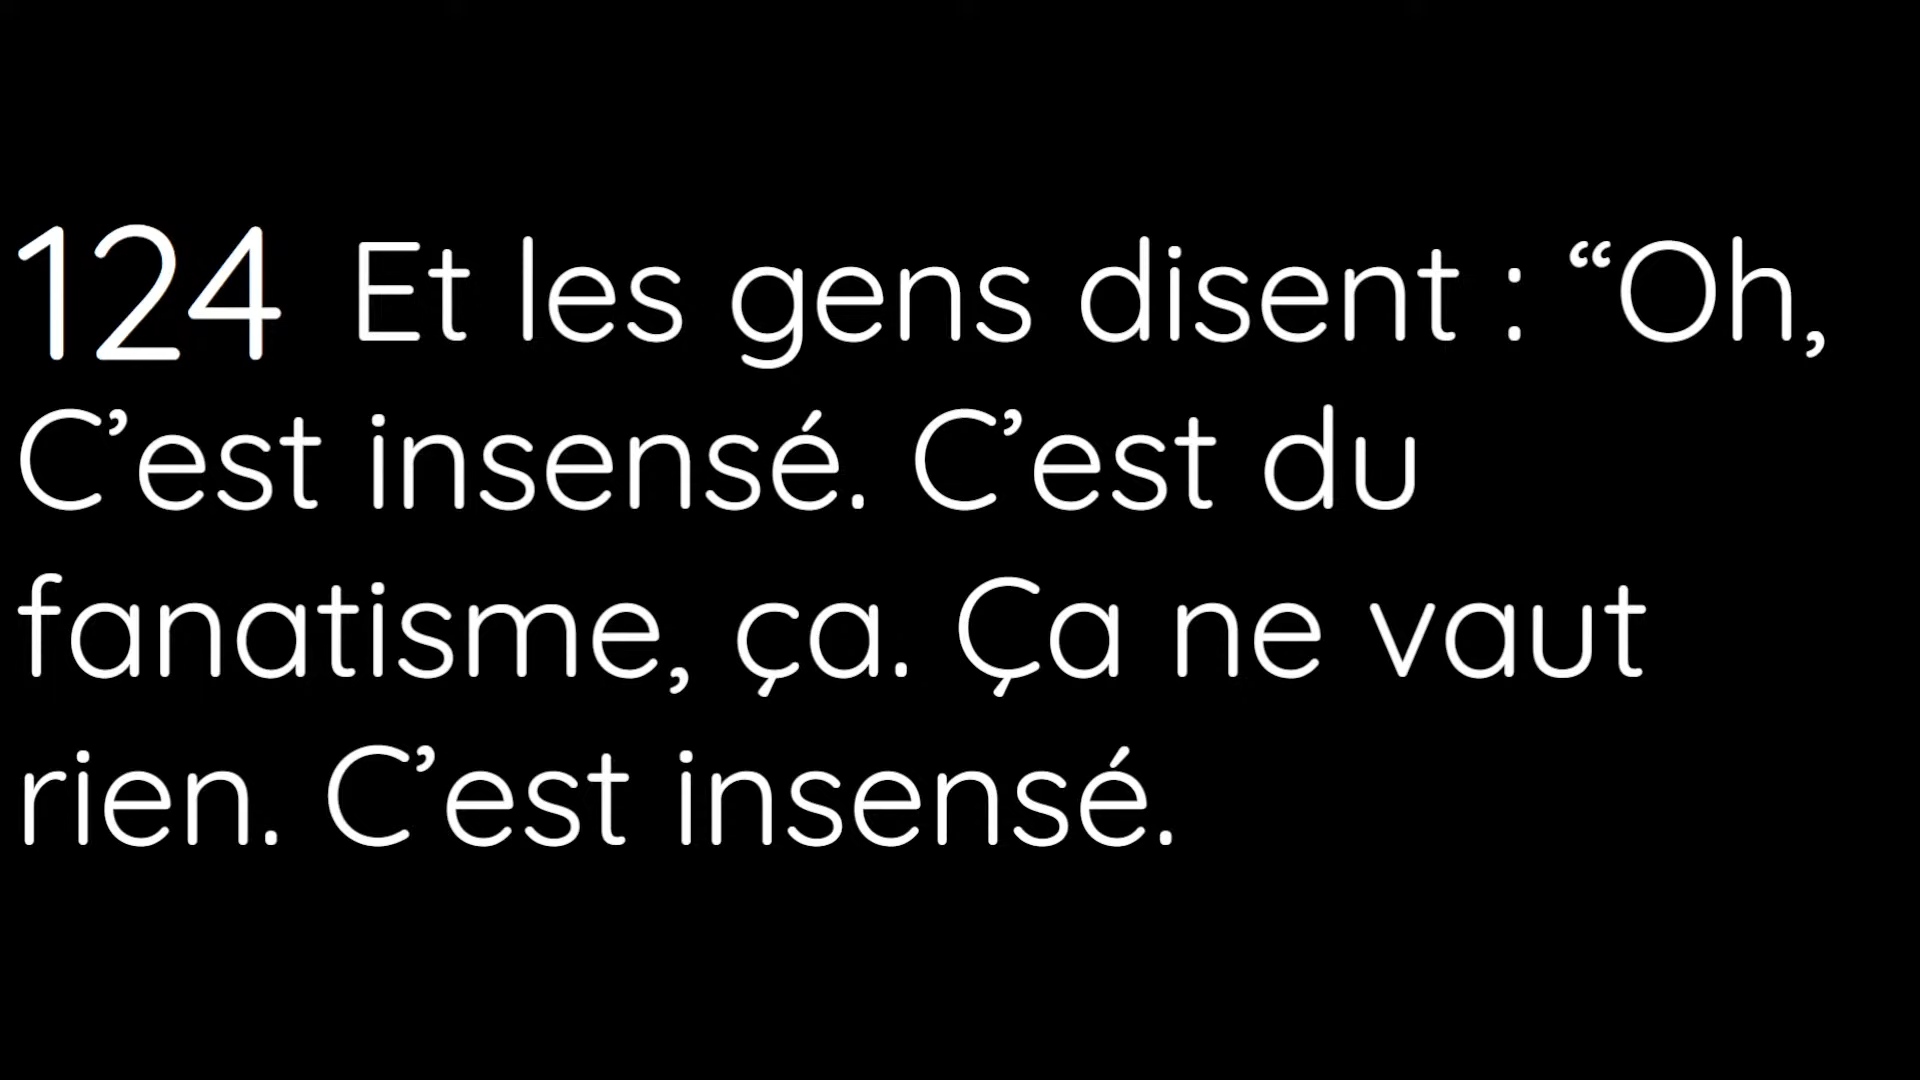 124 Et les gens disent : “Oh,
C’est insensé. C’est du
fanatisme, ça. Ça ne vaut
rien. C’est insensé.